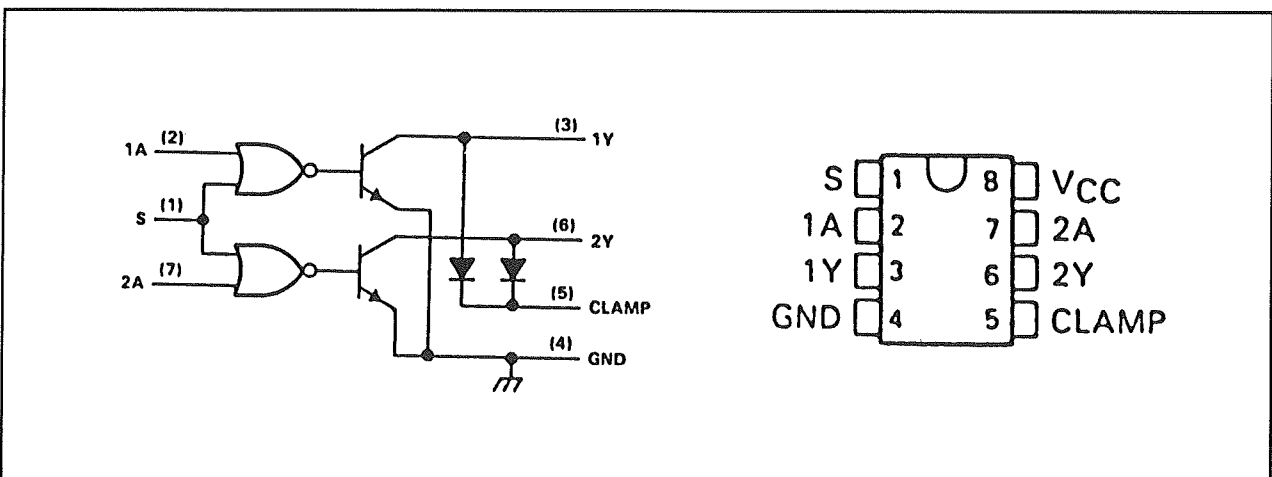 1A (2)
S (1)
2A (7)
(3) 1Y
(6) 2Y
(5) CLAMP
(4) GND
S 1 8 VCC
1A 2 7 2A
1Y 3 6 2Y
GND 4 5 CLAMP